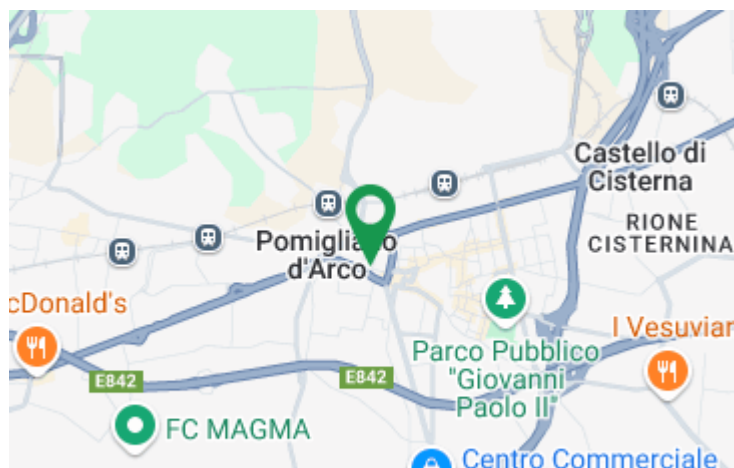 Castello di
Cisterna
RIONE
CISTERNINA
Pomigliano
d'Arco
cDonald's
I Vesuvian
Parco Pubblico
"Giovanni
Paolo II"
E842
E842
FC MAGMA
Centro Commerciale